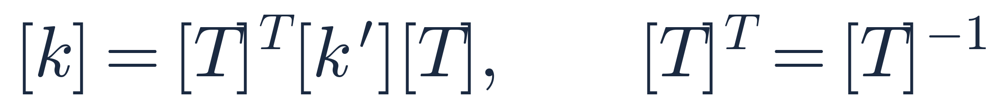 [k] = [T]^T [k′][T],    [T]^T = [T]^−1